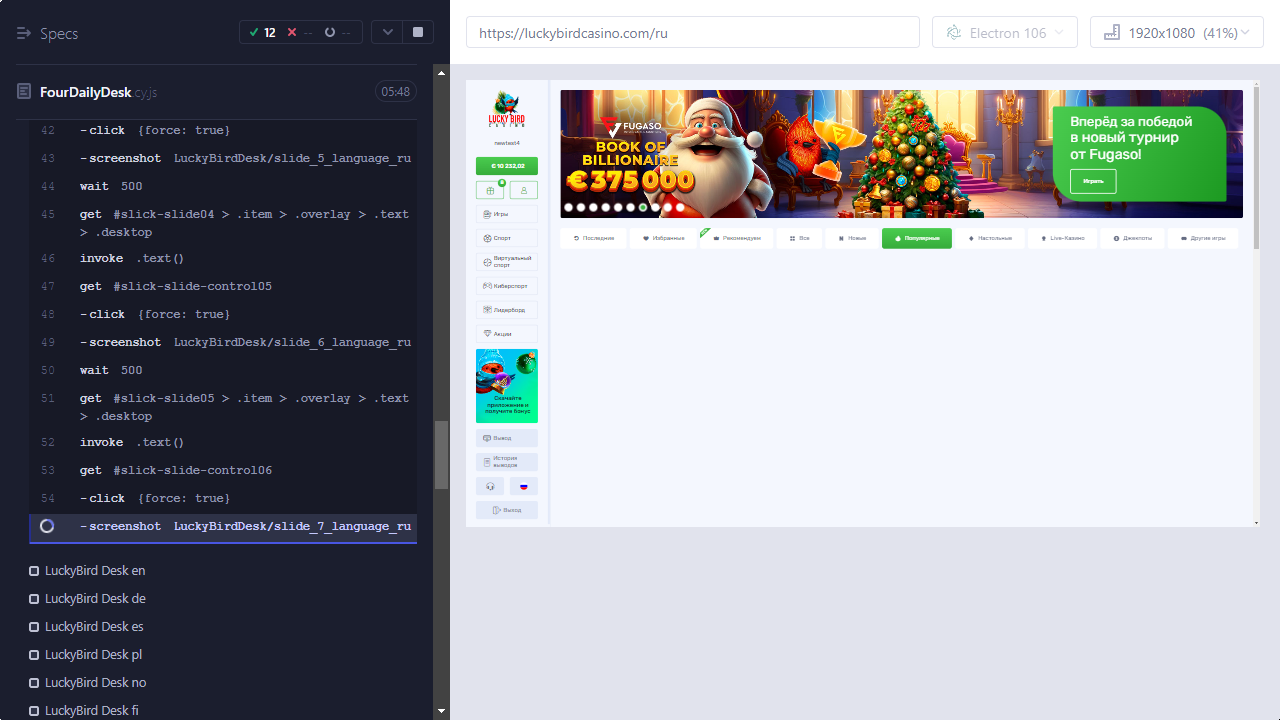 Specs
12
--
--
FourDailyDesk.cy.js
05:48
42 -click {force: true}
43 -screenshot LuckyBirdDesk/slide_5_language_ru
44 wait 500
45 get #slick-slide04 > .item > .overlay > .text
> .desktop
46 invoke .text()
47 get #slick-slide-control05
48 -click {force: true}
49 -screenshot LuckyBirdDesk/slide_6_language_ru
50 wait 500
51 get #slick-slide05 > .item > .overlay > .text
> .desktop
52 invoke .text()
53 get #slick-slide-control06
54 -click {force: true}
-screenshot LuckyBirdDesk/slide_7_language_ru
LuckyBird Desk en
LuckyBird Desk de
LuckyBird Desk es
LuckyBird Desk pl
LuckyBird Desk no
LuckyBird Desk fi
https://luckybirdcasino.com/ru
Electron 106
1920x1080 (41%)
LUCKY BIRD
CASINO
newtest4
€ 10 232,02
Игры
Спорт
Виртуальный
спорт
Киберспорт
Лидерборд
Акции
Скачайте
приложение и
получите бонус
Вывод
История
выводов
Выход
FUGASO
BOOK OF
BILLIONAIRE
€ 375 000
Вперёд за победой
в новый турнир
от Fugaso!
Играть
Последние
Избранные
Рекомендуем
Все
Новые
Популярные
Настольные
Live-Казино
Джекпоты
Другие игры